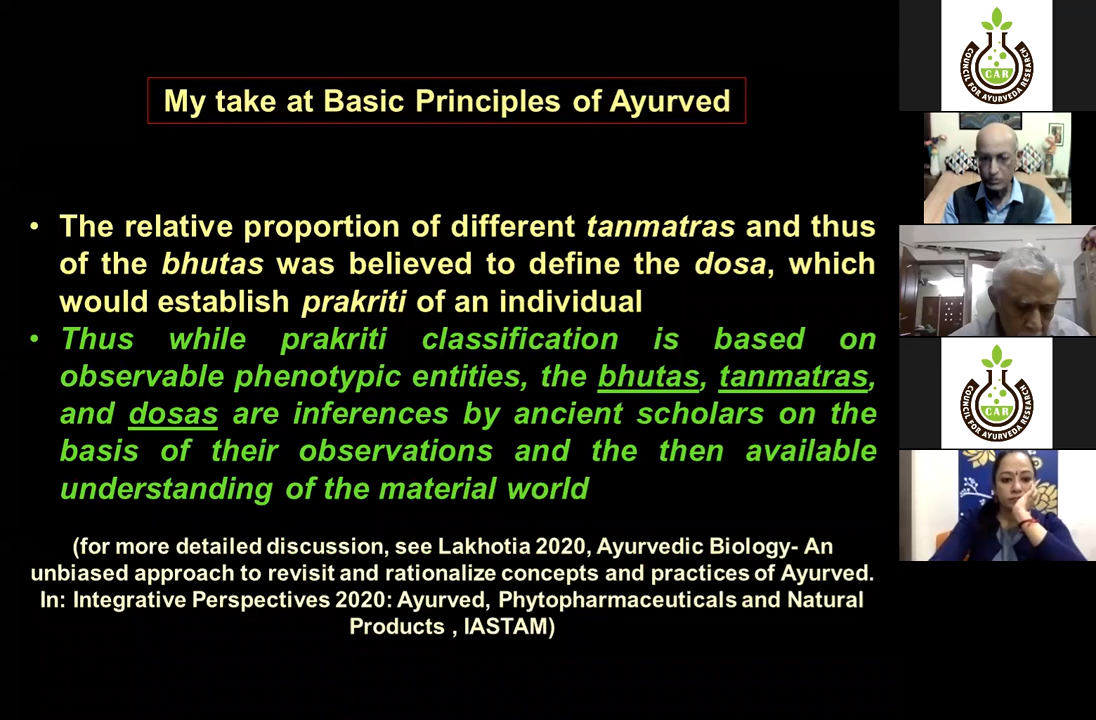 My take at Basic Principles of Ayurved
• The relative proportion of different tanmatras and thus
of the bhutas was believed to define the dosa, which
would establish prakriti of an individual
• Thus while prakriti classification is based on
observable phenotypic entities, the bhutas, tanmatras,
and dosas are inferences by ancient scholars on the
basis of their observations and the then available
understanding of the material world
(for more detailed discussion, see Lakhotia 2020, Ayurvedic Biology- An
unbiased approach to revisit and rationalize concepts and practices of Ayurved.
In: Integrative Perspectives 2020: Ayurved, Phytopharmaceuticals and Natural
Products , IASTAM)
CAR
COUNCIL FOR AYURVEDA RESEARCH
CAR
COUNCIL FOR AYURVEDA RESEARCH